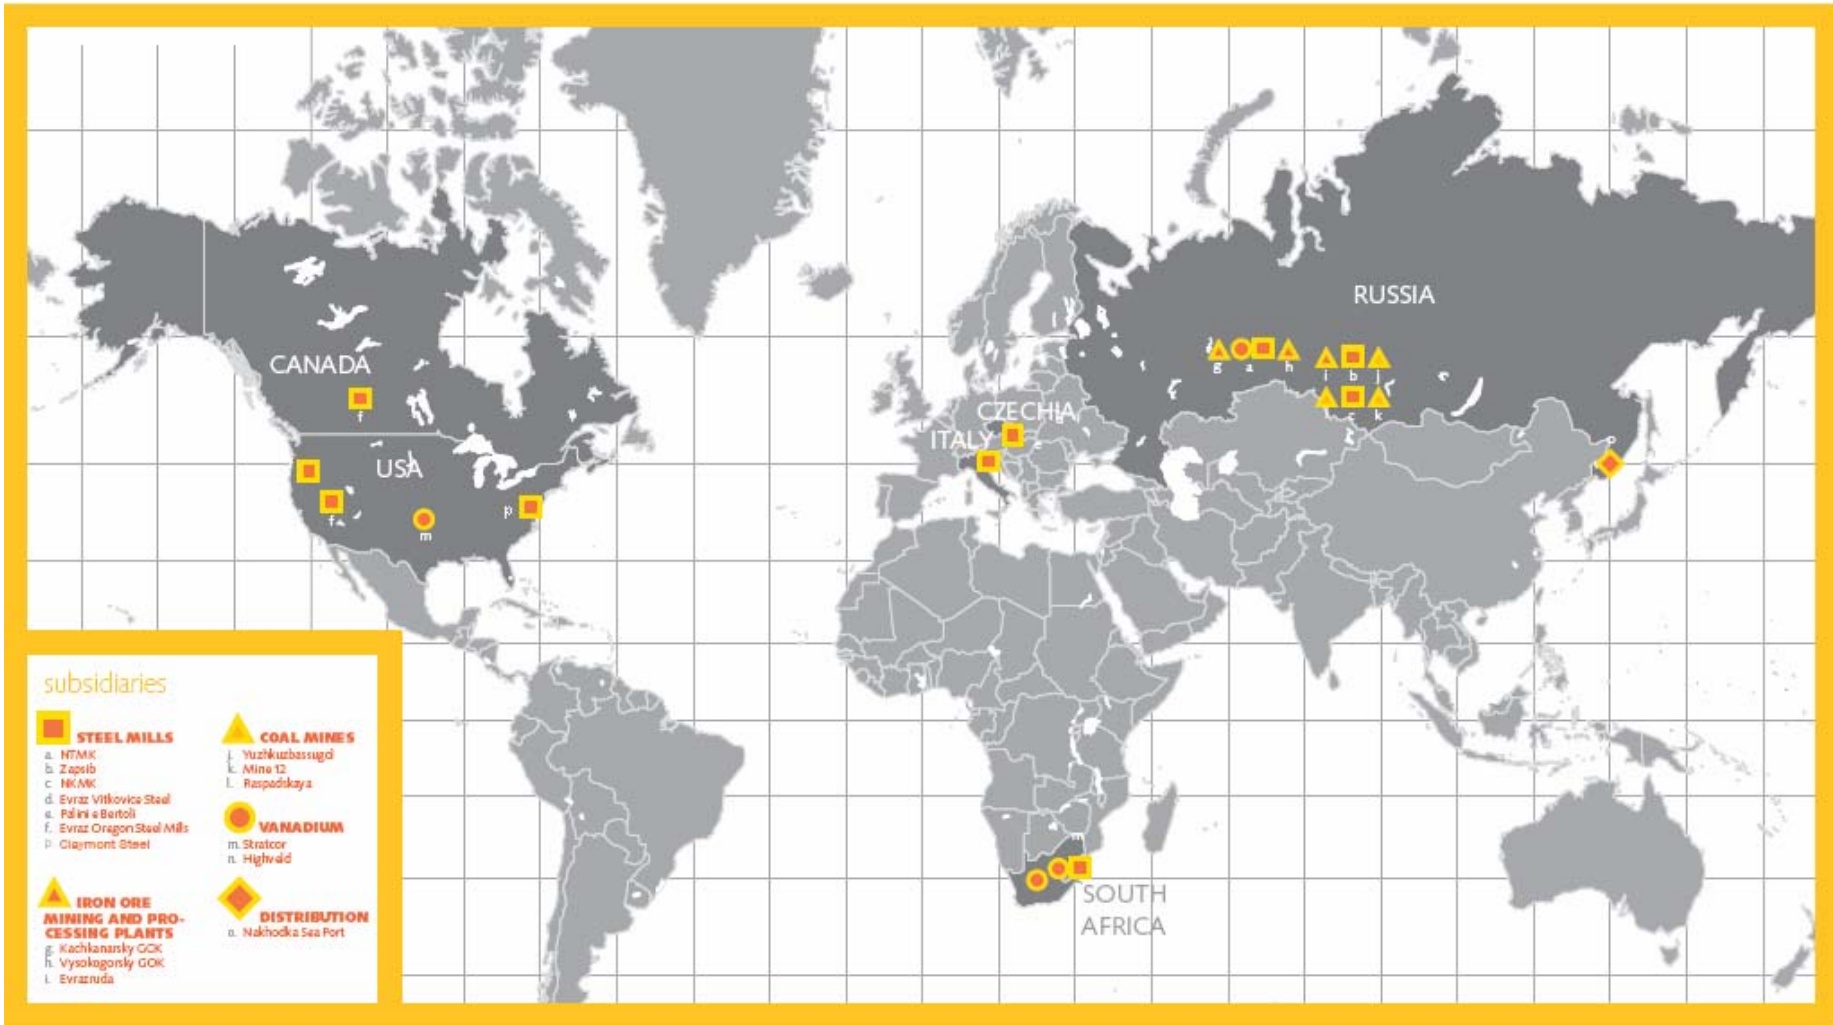 RUSSIA
CANADA
CZECHIA
ITALY
USA
g
a
h
i
b
j
c
k
f
f
p
m
o
m
SOUTH
AFRICA
subsidiaries
STEEL MILLS
a. NTMK
b. Zapsib
c. NKMK
d. Evraz Vitkovice Steel
e. Palini e Bertoli
f. Evraz Oregon Steel Mills
p. Claymont Steel
IRON ORE
MINING AND PRO-
CESSING PLANTS
g. Kachkanarsky GOK
h. Vysokogorsky GOK
i. Evrazruda
COAL MINES
j. Yuzhkuzbassugol
k. Mine 12
l. Raspadskaya
VANADIUM
m. Stratcor
n. Highveld
DISTRIBUTION
o. Nakhodka Sea Port